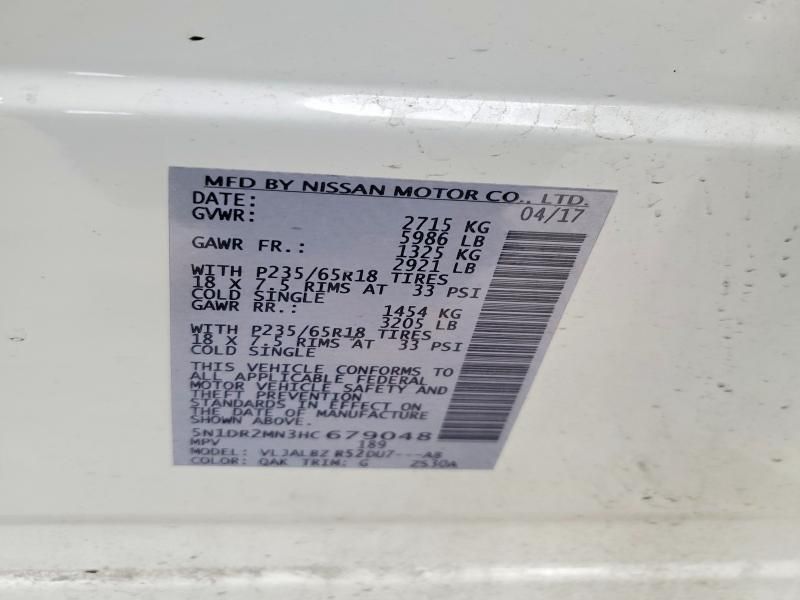 MFD BY NISSAN MOTOR CO., LTD.
DATE: 04/17
GVWR: 2715 KG
5986 LB
GAWR FR.: 1325 KG
2921 LB
WITH P235/65R18 TIRES
18 X 7.5 RIMS AT 33 PSI
COLD SINGLE
GAWR RR.: 1454 KG
3205 LB
WITH P235/65R18 TIRES
18 X 7.5 RIMS AT 33 PSI
COLD SINGLE
THIS VEHICLE CONFORMS TO
ALL APPLICABLE FEDERAL
MOTOR VEHICLE SAFETY AND
THEFT PREVENTION
STANDARDS IN EFFECT ON
THE DATE OF MANUFACTURE
SHOWN ABOVE.
5N1DR2MN3HC679048
MPV 189
MODEL: VLJALBZ R52DU7---AB
COLOR: QAK TRIM: G 2530A